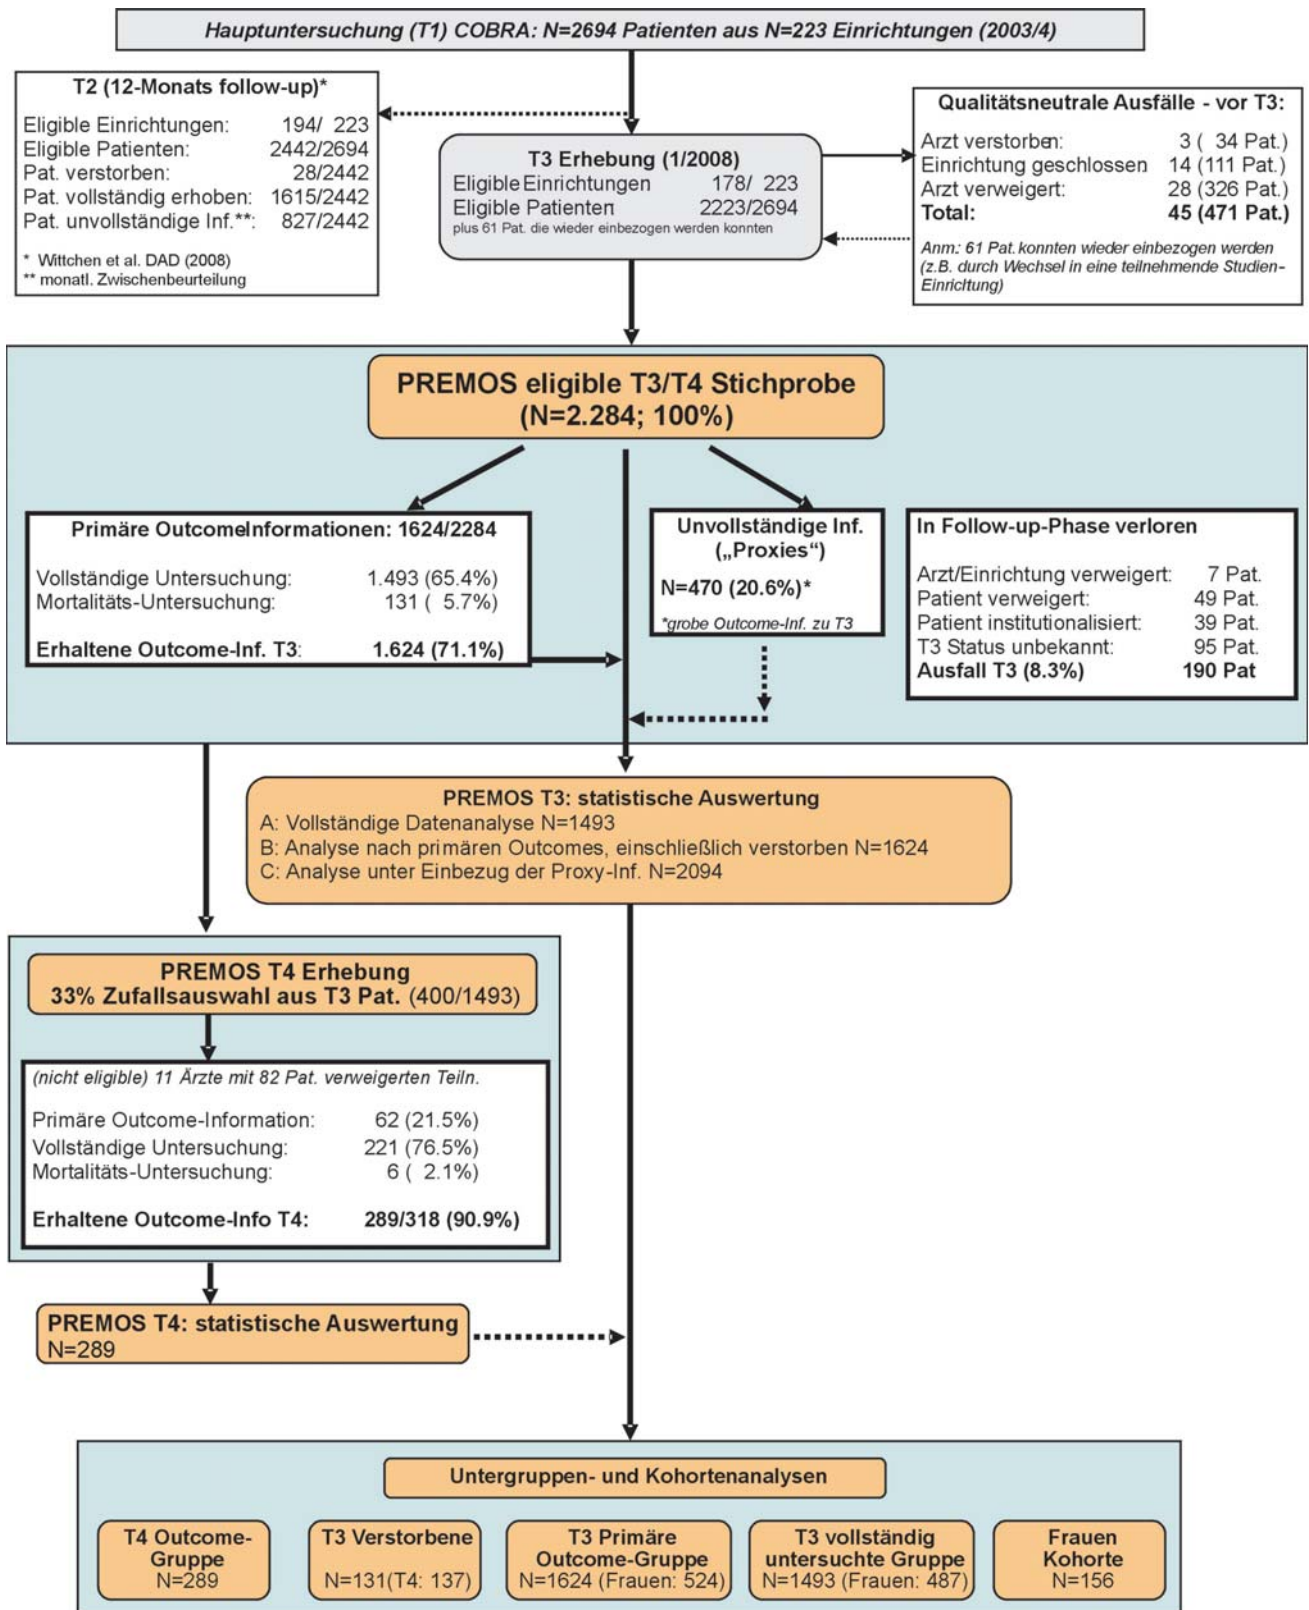 Hauptuntersuchung (T1) COBRA: N=2694 Patienten aus N=223 Einrichtungen (2003/4)
T2 (12-Monats follow-up)*
Eligible Einrichtungen: 194/ 223
Eligible Patienten: 2442/2694
Pat. verstorben: 28/2442
Pat. vollständig erhoben: 1615/2442
Pat. unvollständige Inf.**: 827/2442
* Wittchen et al. DAD (2008)
** monatl. Zwischenbeurteilung
T3 Erhebung (1/2008)
Eligible Einrichtungen 178/ 223
Eligible Patienten 2223/2694
plus 61 Pat. die wieder einbezogen werden konnten
Qualitätsneutrale Ausfälle - vor T3:
Arzt verstorben: 3 ( 34 Pat.)
Einrichtung geschlossen 14 (111 Pat.)
Arzt verweigert: 28 (326 Pat.)
Total: 45 (471 Pat.)
Anm.: 61 Pat. konnten wieder einbezogen werden
(z.B. durch Wechsel in eine teilnehmende Studien-
Einrichtung)
PREMOS eligible T3/T4 Stichprobe
(N=2.284; 100%)
Primäre OutcomeInformationen: 1624/2284
Vollständige Untersuchung: 1.493 (65.4%)
Mortalitäts-Untersuchung: 131 ( 5.7%)
Erhaltene Outcome-Inf. T3: 1.624 (71.1%)
Unvollständige Inf.
(„Proxies“)
N=470 (20.6%)*
*grobe Outcome-Inf. zu T3
In Follow-up-Phase verloren
Arzt/Einrichtung verweigert: 7 Pat.
Patient verweigert: 49 Pat.
Patient institutionalisiert: 39 Pat.
T3 Status unbekannt: 95 Pat.
Ausfall T3 (8.3%) 190 Pat
PREMOS T3: statistische Auswertung
A: Vollständige Datenanalyse N=1493
B: Analyse nach primären Outcomes, einschließlich verstorben N=1624
C: Analyse unter Einbezug der Proxy-Inf. N=2094
PREMOS T4 Erhebung
33% Zufallsauswahl aus T3 Pat. (400/1493)
(nicht eligible) 11 Ärzte mit 82 Pat. verweigerten Teiln.
Primäre Outcome-Information: 62 (21.5%)
Vollständige Untersuchung: 221 (76.5%)
Mortalitäts-Untersuchung: 6 ( 2.1%)
Erhaltene Outcome-Info T4: 289/318 (90.9%)
PREMOS T4: statistische Auswertung
N=289
Untergruppen- und Kohortenanalysen
T4 Outcome-
Gruppe
N=289
T3 Verstorbene
N=131(T4: 137)
T3 Primäre
Outcome-Gruppe
N=1624 (Frauen: 524)
T3 vollständig
untersuchte Gruppe
N=1493 (Frauen: 487)
Frauen
Kohorte
N=156